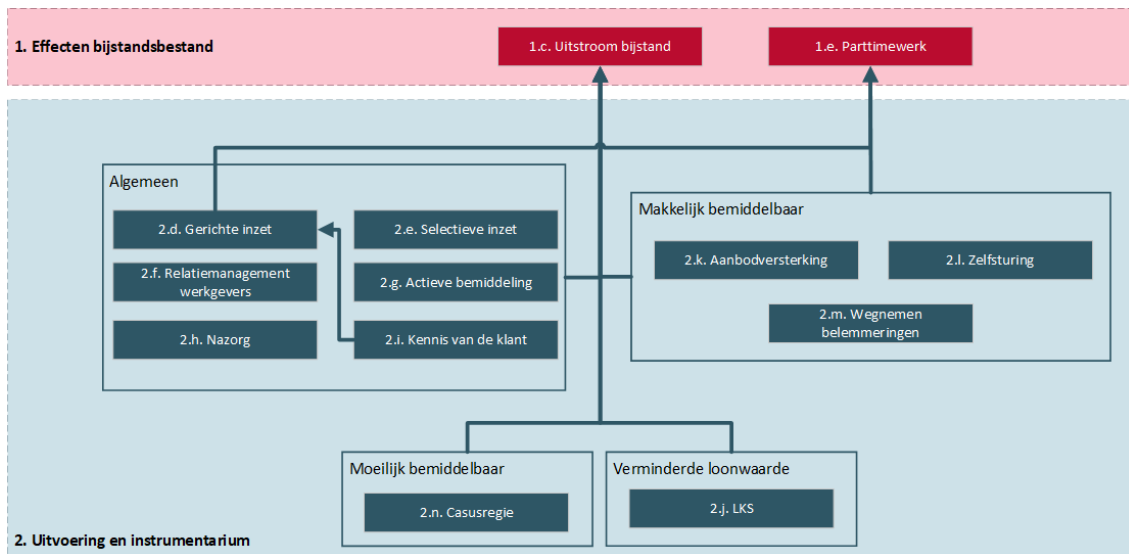 1. Effecten bijstandsbestand
1.c. Uitstroom bijstand
1.e. Parttimewerk
Algemeen
2.d. Gerichte inzet
2.e. Selectieve inzet
2.f. Relatiemanagement
werkgevers
2.g. Actieve bemiddeling
2.h. Nazorg
2.i. Kennis van de klant
Makkelijk bemiddelbaar
2.k. Aanbodversterking
2.l. Zelfsturing
2.m. Wegnemen
belemmeringen
Moeilijk bemiddelbaar
2.n. Casusregie
Verminderde loonwaarde
2.j. LKS
2. Uitvoering en instrumentarium